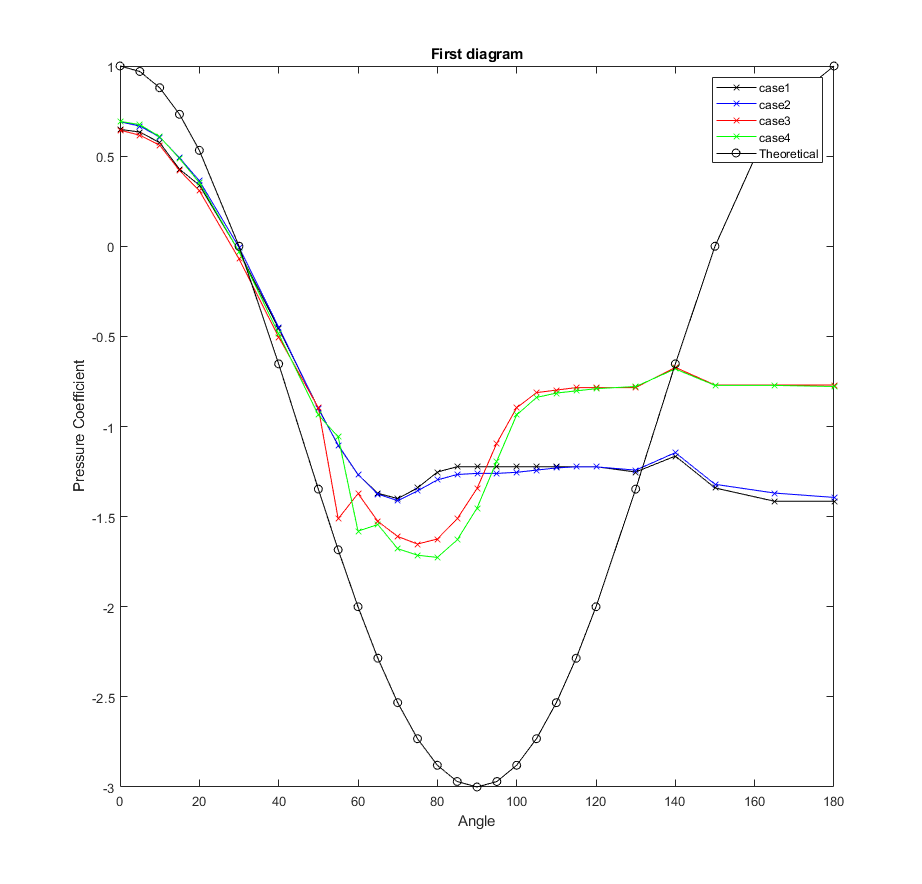 First diagram
1
0.5
0
-0.5
-1
-1.5
-2
-2.5
-3
Pressure Coefficient
case1
case2
case3
case4
Theoretical
0 20 40 60 80 100 120 140 160 180
Angle